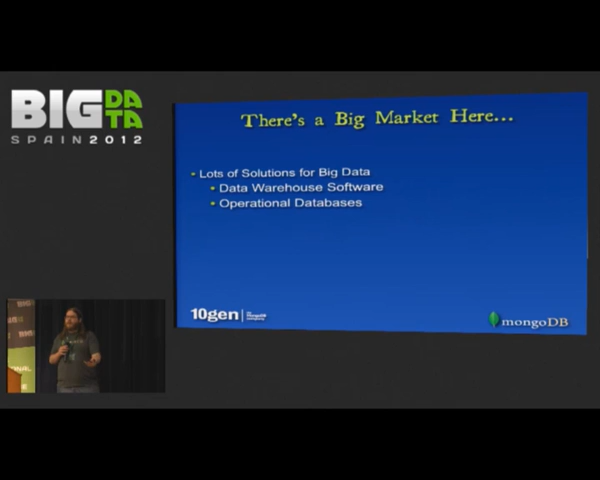 BIG DATA
SPAIN 2012
There's a Big Market Here...
• Lots of Solutions for Big Data
• Data Warehouse Software
• Operational Databases
10gen
mongoDB